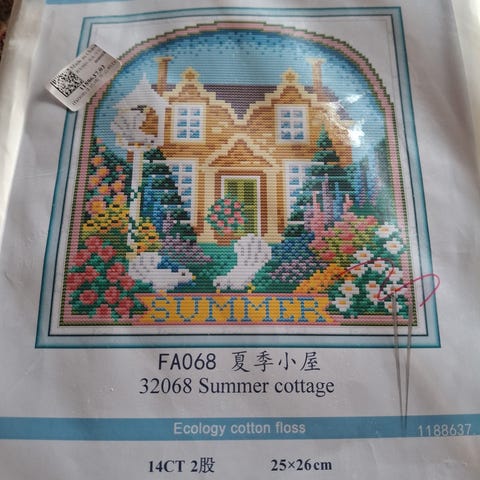 SUMMER
FA068 夏季小屋
32068 Summer cottage
Ecology cotton floss
1188637
14CT 2股
25×26cm